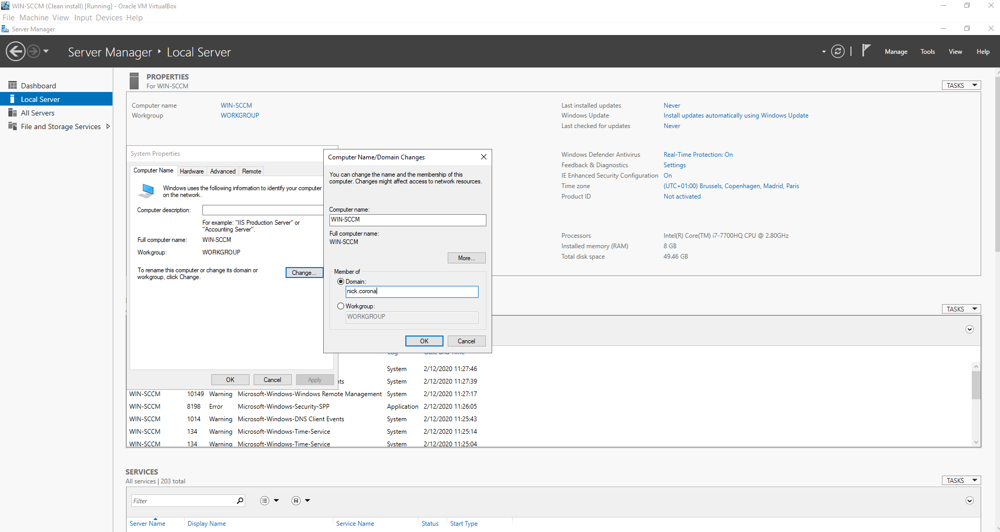 WIN-SCCM (Clean install) [Running] - Oracle VM VirtualBox
File Machine View Input Devices Help
Server Manager
Server Manager Local Server
Manage Tools View Help
Dashboard
Local Server
All Servers
File and Storage Services
PROPERTIES
For WIN-SCCM
TASKS
Computer name WIN-SCCM
Workgroup WORKGROUP
Last installed updates Never
Windows Update Install updates automatically using Windows Update
Last checked for updates Never
Windows Defender Antivirus Real-Time Protection: On
Feedback & Diagnostics Settings
IE Enhanced Security Configuration On
Time zone (UTC+01:00) Brussels, Copenhagen, Madrid, Paris
Product ID Not activated
Processors Intel(R) Core(TM) i7-7700HQ CPU @ 2.80GHz
Installed memory (RAM) 8 GB
Total disk space 49.46 GB
System Properties
Computer Name Hardware Advanced Remote
Windows uses the following information to identify your computer
on the network.
Computer description:
For example: "IIS Production Server" or
"Accounting Server".
Full computer name: WIN-SCCM
Workgroup: WORKGROUP
To rename this computer or change its domain or
workgroup, click Change.
Change...
OK Cancel Apply
Computer Name/Domain Changes
You can change the name and the membership of this
computer. Changes might affect access to network resources.
Computer name:
WIN-SCCM
Full computer name:
WIN-SCCM
More...
Member of
Domain:
nick.corona
Workgroup:
WORKGROUP
OK Cancel
TASKS
Log Date and Time
System 2/12/2020 11:27:46
System 2/12/2020 11:27:39
WIN-SCCM 10149 Warning Microsoft-Windows-Windows Remote Management System 2/12/2020 11:27:17
WIN-SCCM 8198 Error Microsoft-Windows-Security-SPP Application 2/12/2020 11:26:05
WIN-SCCM 1014 Warning Microsoft-Windows-DNS Client Events System 2/12/2020 11:25:43
WIN-SCCM 134 Warning Microsoft-Windows-Time-Service System 2/12/2020 11:25:14
WIN-SCCM 134 Warning Microsoft-Windows-Time-Service System 2/12/2020 11:25:04
SERVICES
All services | 203 total
TASKS
Filter
Server Name Display Name Service Name Status Start Type